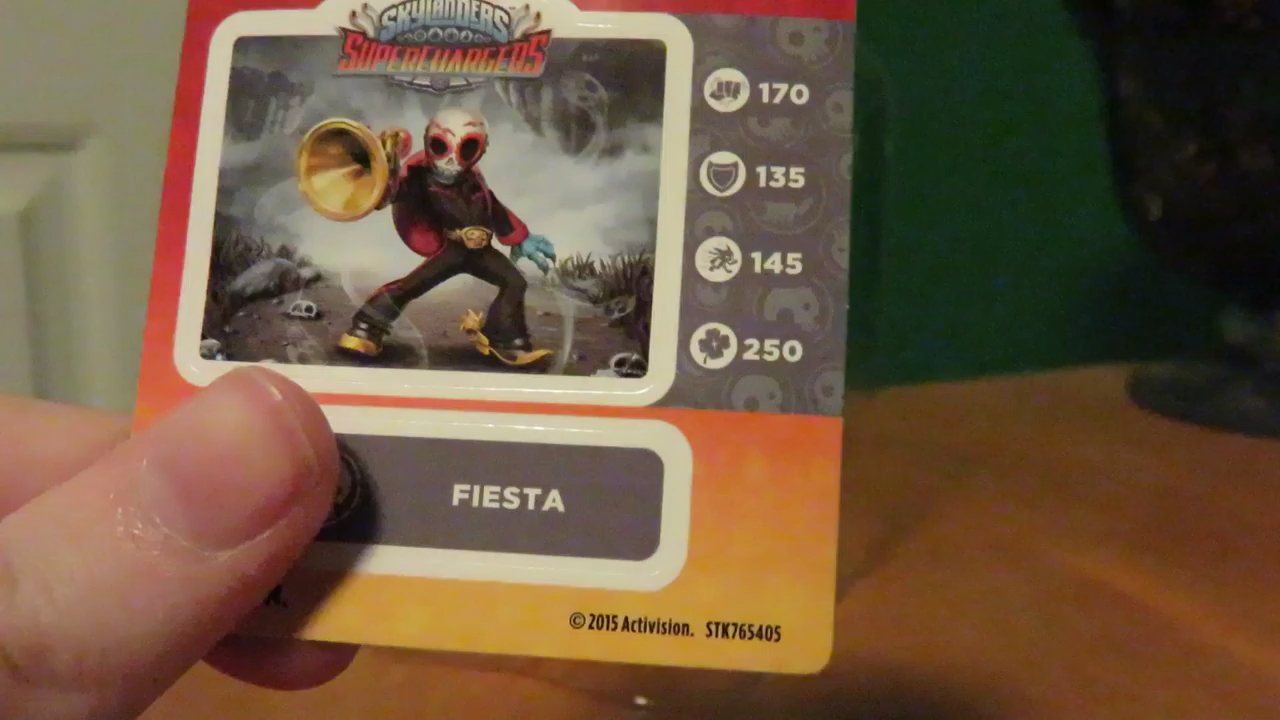 SKYLANDERS
SUPERCHARGERS
170
135
145
250
FIESTA
©2015 Activision. STK765405